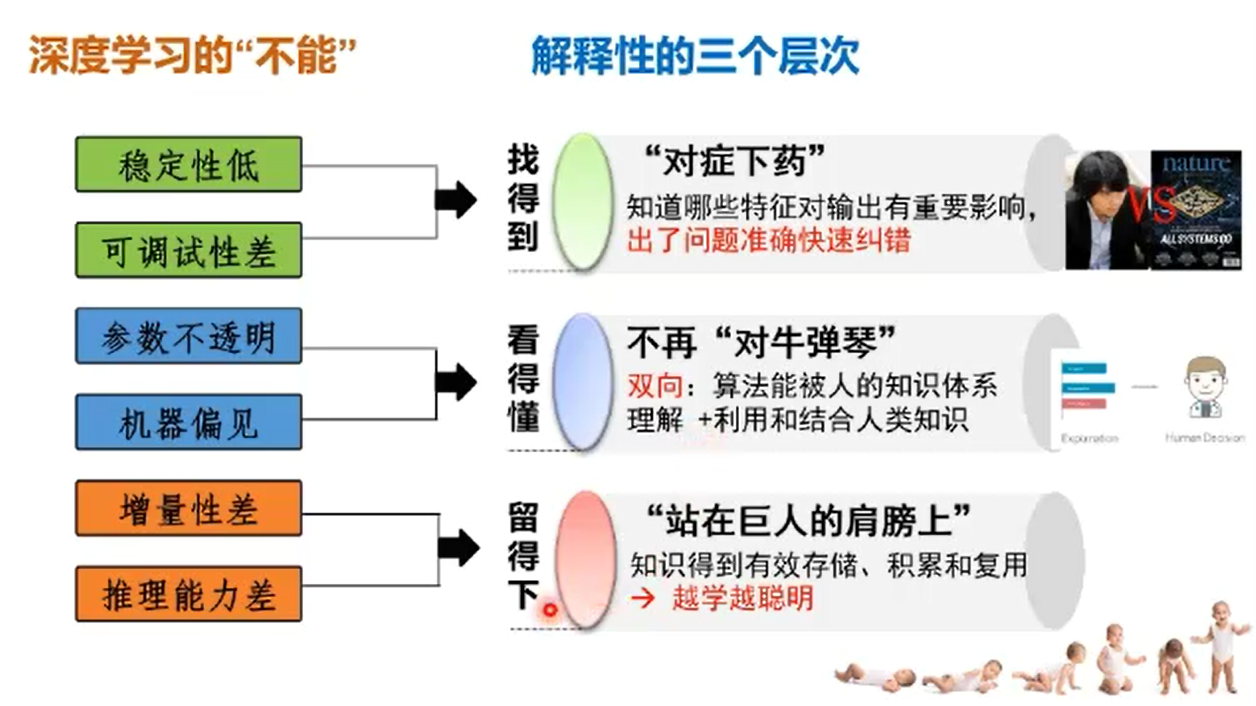 深度学习的“不能”
解释性的三个层次
稳定性低
可调试性差
参数不透明
机器偏见
增量性差
推理能力差
找得到
“对症下药”
知道哪些特征对输出有重要影响，
出了问题准确快速纠错
nature
VS
ALL SYSTEMS GO
看得懂
不再“对牛弹琴”
双向：算法能被人的知识体系
理解 +利用和结合人类知识
Explanation
Human Decision
留得下
“站在巨人的肩膀上”
知识得到有效存储、积累和复用
→ 越学越聪明